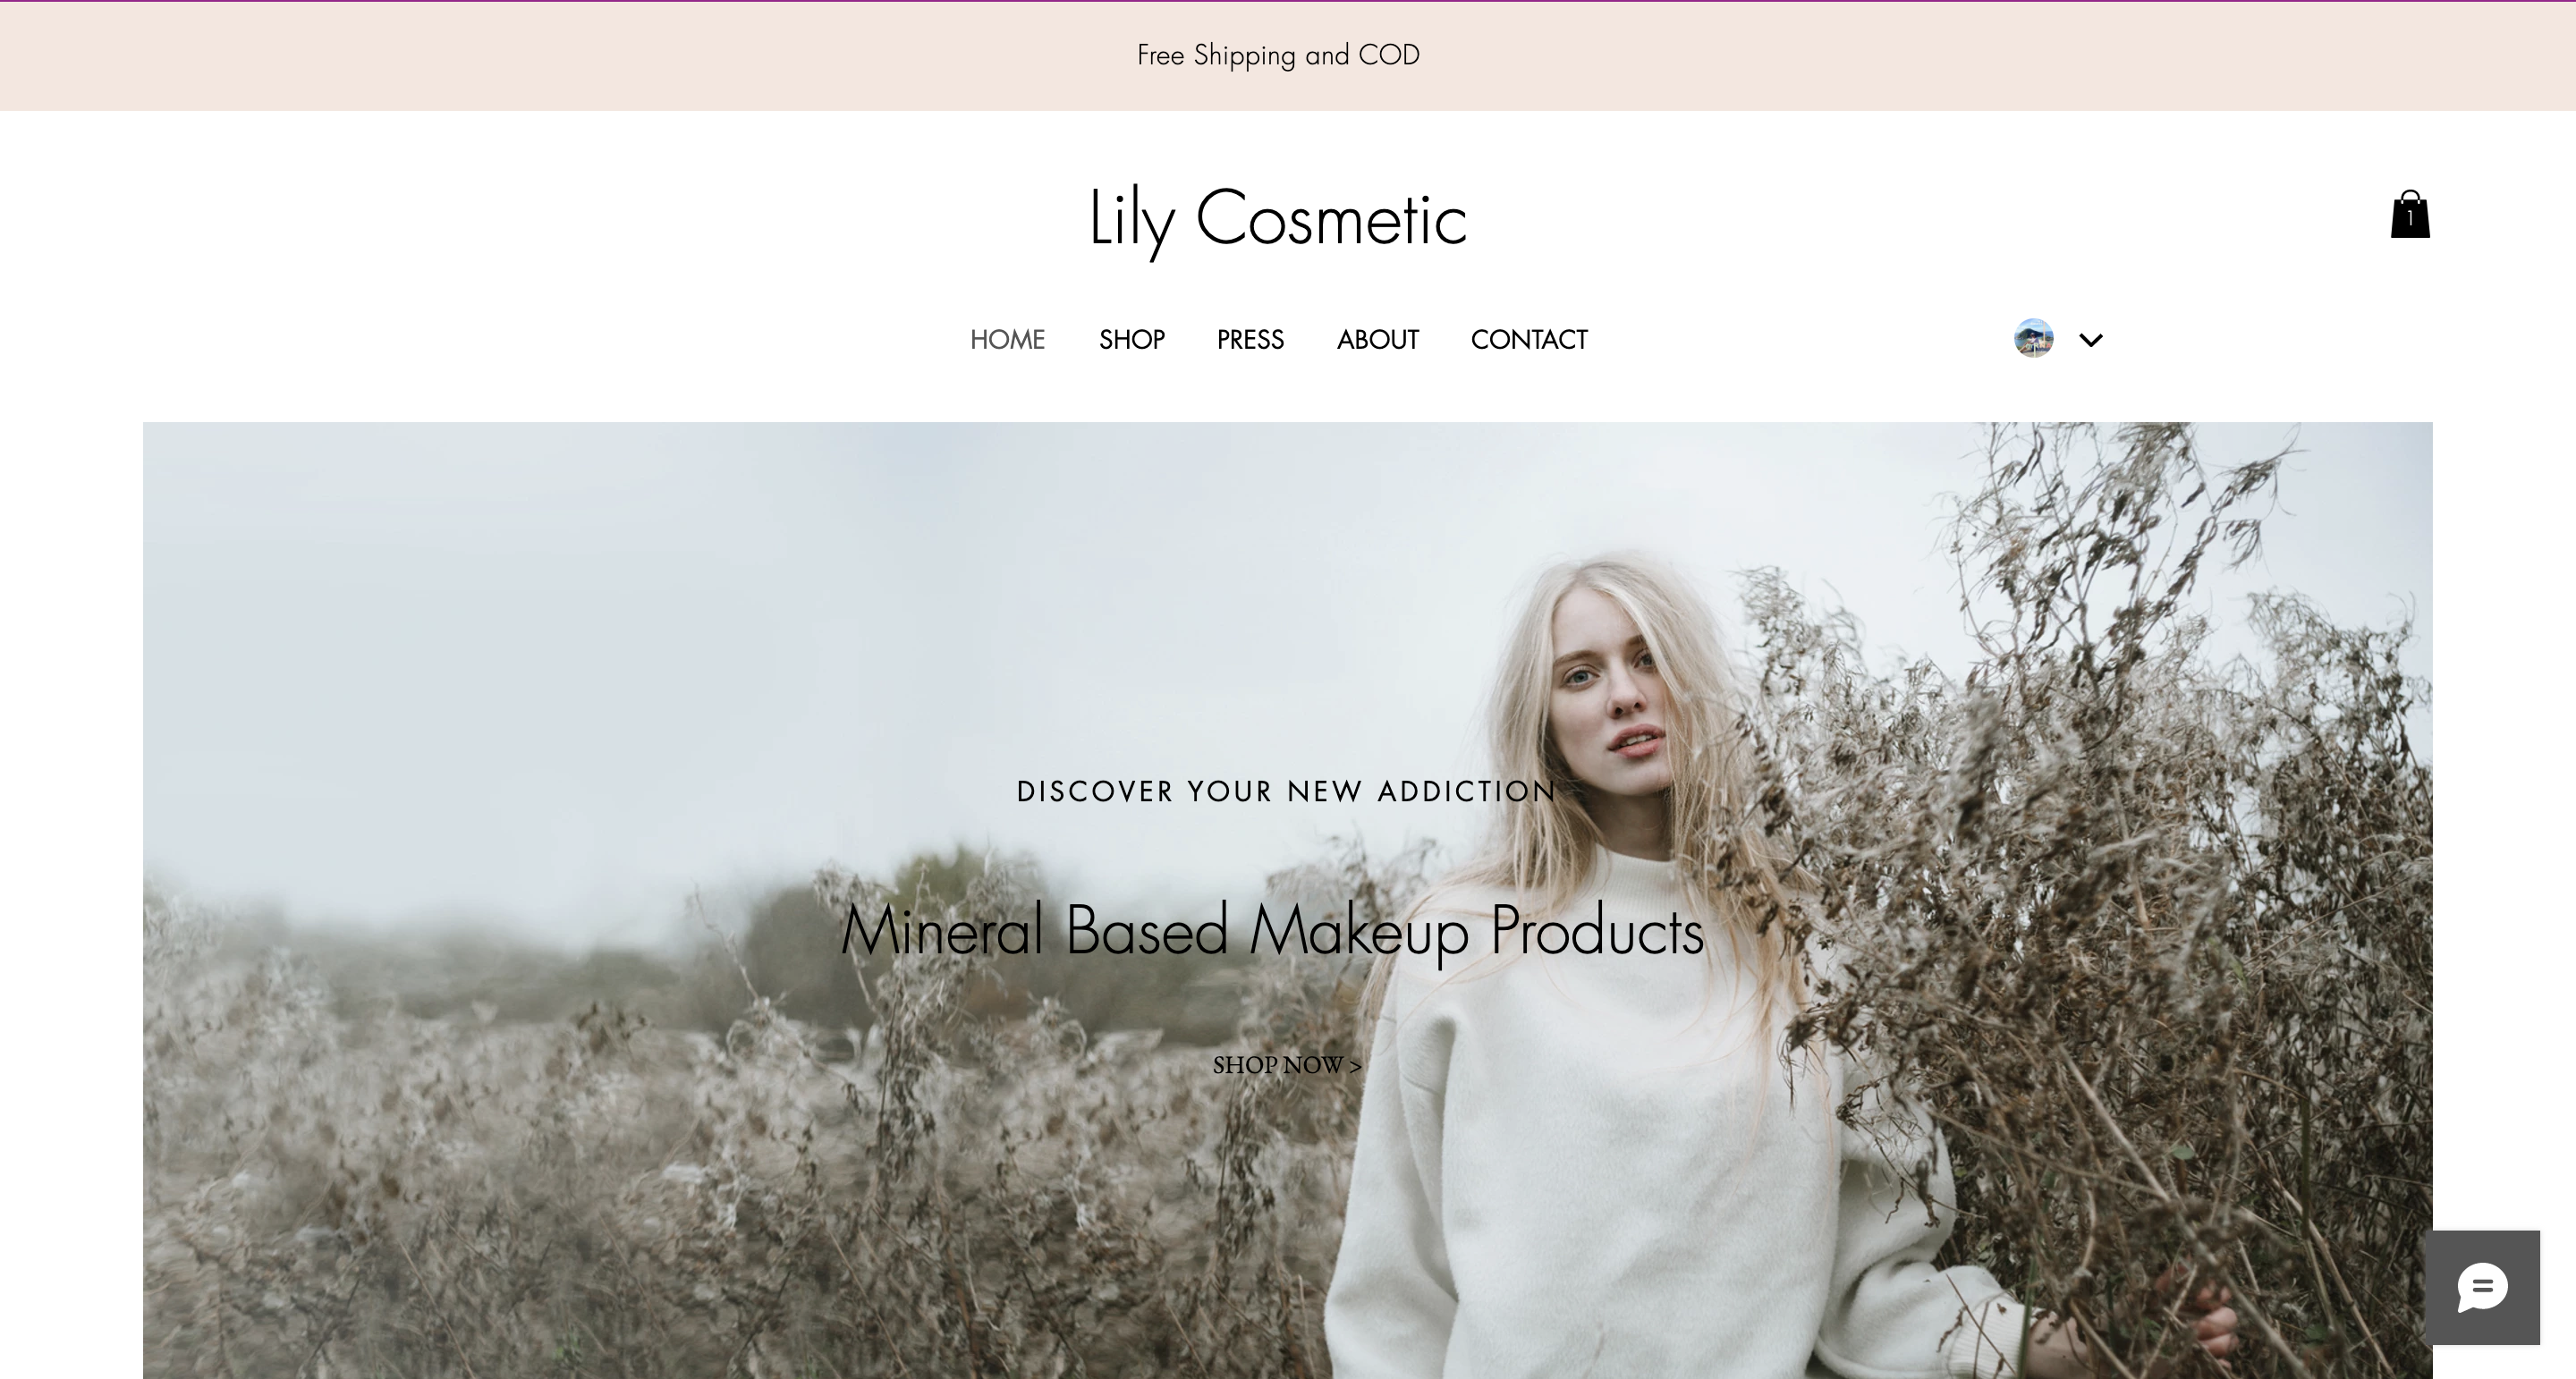 Free Shipping and COD
Lily Cosmetic
1
HOME SHOP PRESS ABOUT CONTACT
DISCOVER YOUR NEW ADDICTION
Mineral Based Makeup Products
SHOP NOW >